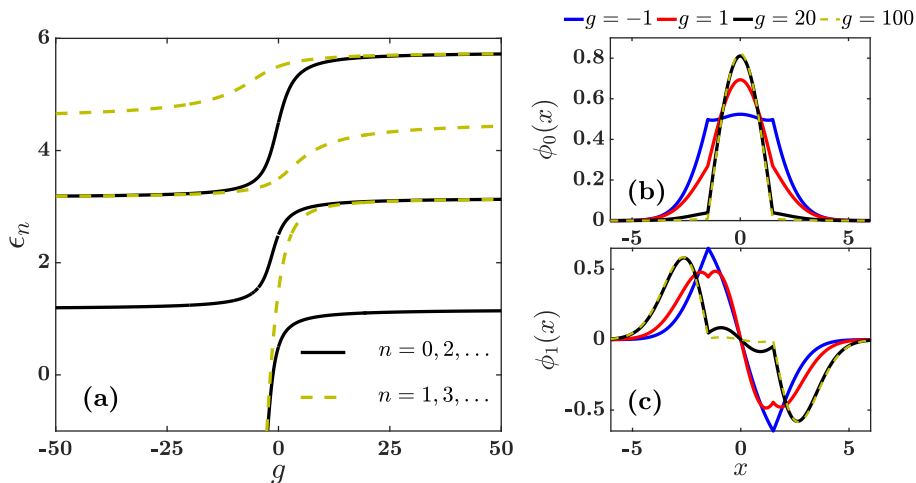 g = −1 g = 1 g = 20 g = 100
6
4
2
0
ϵn
-50 -25 0 25 50
g
(a)
n = 0, 2, . . .
n = 1, 3, . . .
0.8
0.6
0.4
0.2
0
ϕ0(x)
(b)
-5 0 5
0.5
0
-0.5
ϕ1(x)
(c)
-5 0 5
x